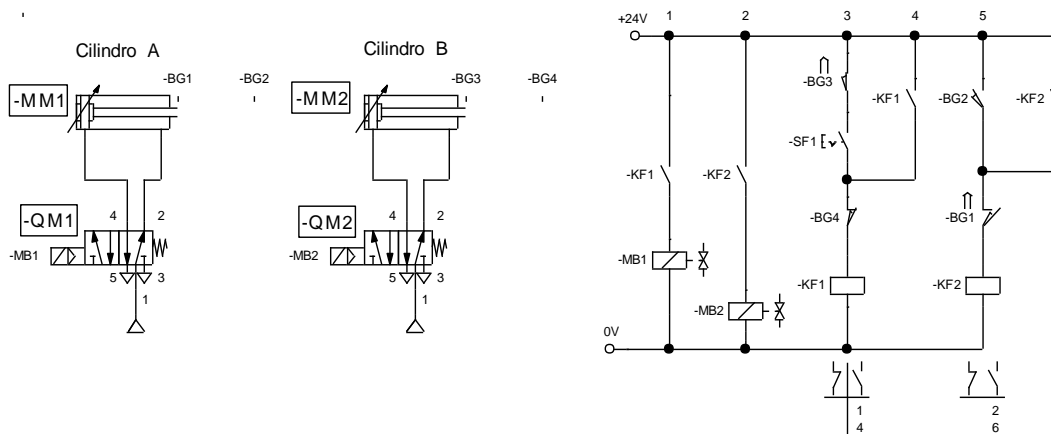 Cilindro A
-BG1
-BG2
-MM1
-QM1
4
2
-MB1
5
3
1
Cilindro B
-BG3
-BG4
-MM2
-QM2
4
2
-MB2
5
3
1
+24V
1
2
3
4
5
-BG3
-KF1
-BG2
-KF2
-SF1
-KF1
-KF2
-BG4
-BG1
-MB1
-KF1
-KF2
-MB2
0V
1
4
2
6